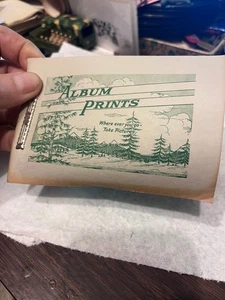 ALBUM
PRINTS
Where ever you
Take Pictures